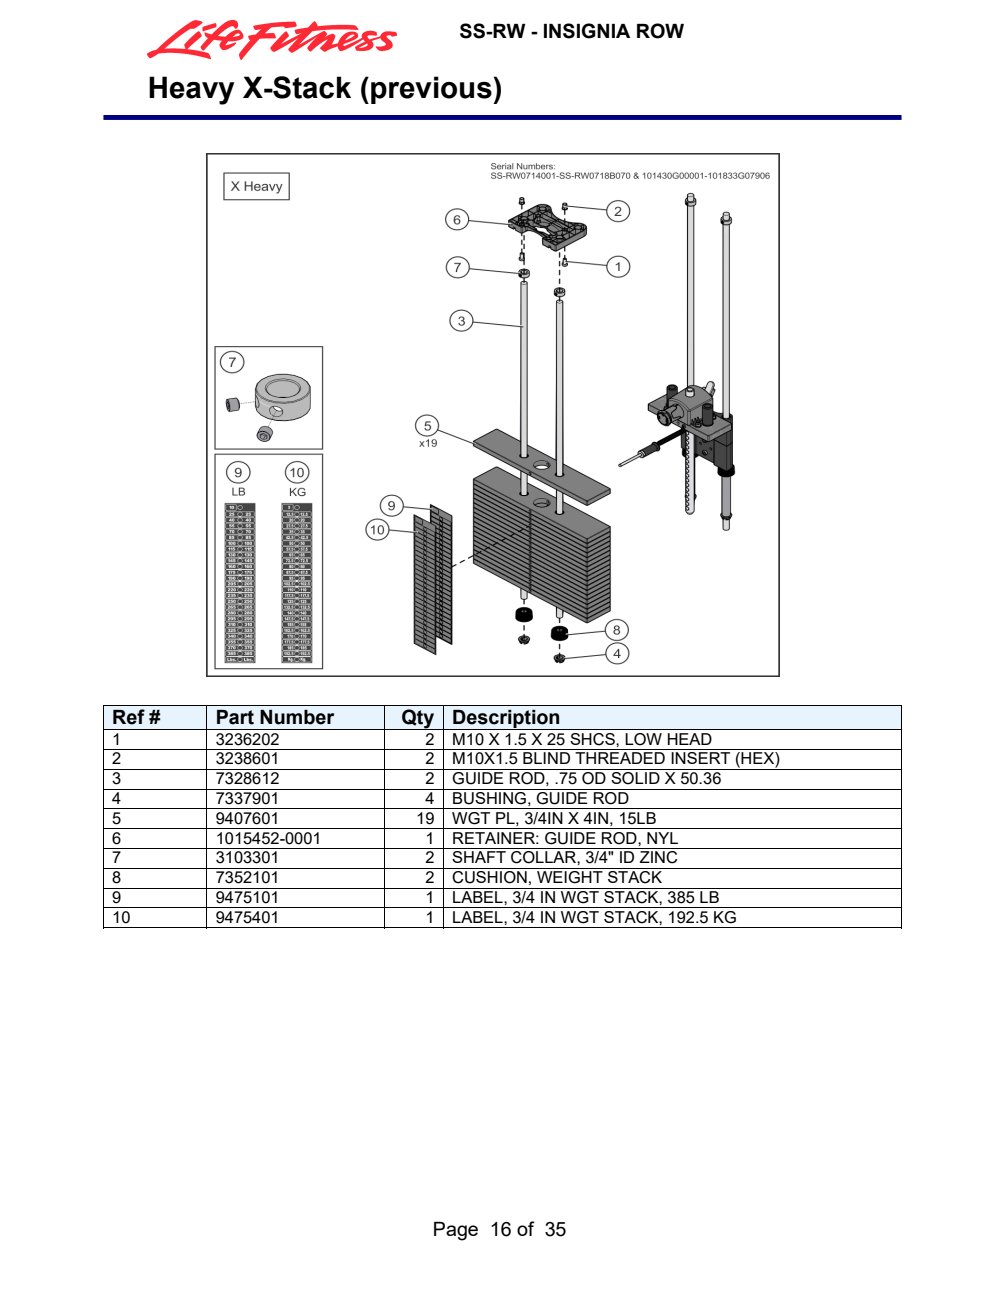 Life Fitness
SS-RW - INSIGNIA ROW
Heavy X-Stack (previous)
Serial Numbers:
SS-RW0714001-SS-RW0718B070 & 101430G00001-101833G07906
X Heavy
2
6
7
1
3
7
5
x19
9
10
LB
KG
9
10
8
4
Ref # Part Number Qty Description
1 3236202 2 M10 X 1.5 X 25 SHCS, LOW HEAD
2 3238601 2 M10X1.5 BLIND THREADED INSERT (HEX)
3 7328612 2 GUIDE ROD, .75 OD SOLID X 50.36
4 7337901 4 BUSHING, GUIDE ROD
5 9407601 19 WGT PL, 3/4IN X 4IN, 15LB
6 1015452-0001 1 RETAINER: GUIDE ROD, NYL
7 3103301 2 SHAFT COLLAR, 3/4" ID ZINC
8 7352101 2 CUSHION, WEIGHT STACK
9 9475101 1 LABEL, 3/4 IN WGT STACK, 385 LB
10 9475401 1 LABEL, 3/4 IN WGT STACK, 192.5 KG
Page 16 of 35